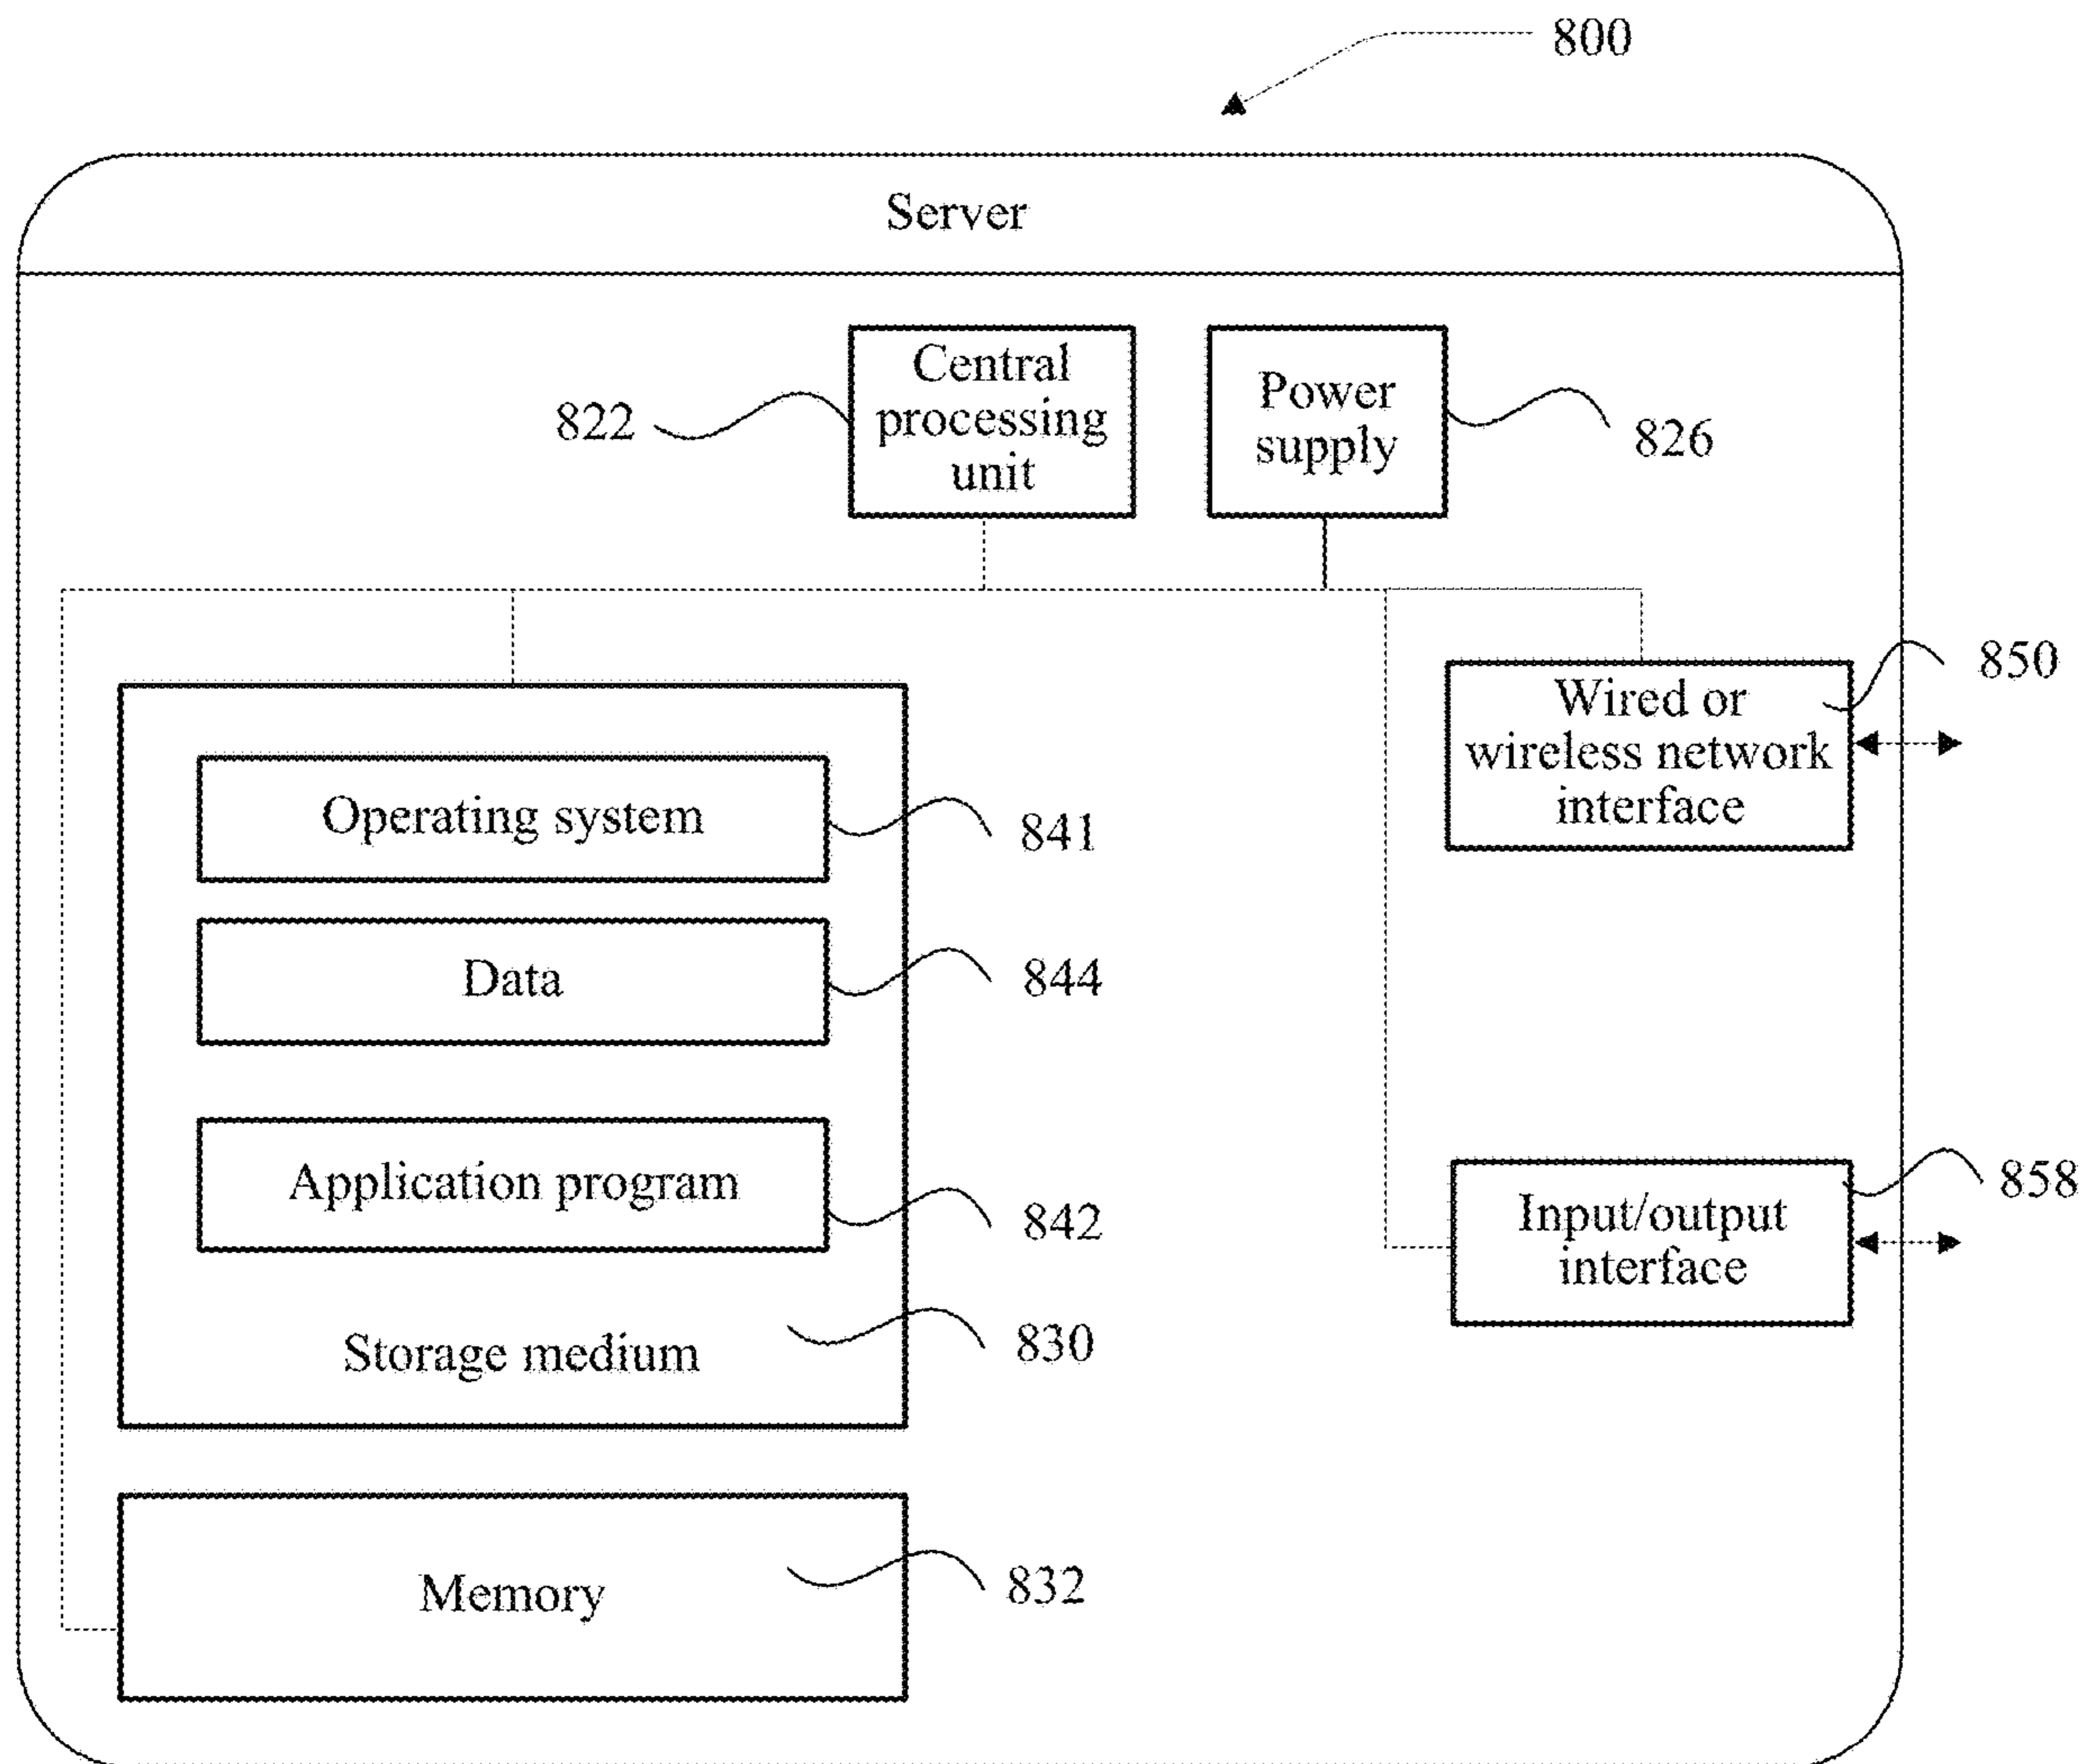 800
Server
Central
processing
unit
822
Power
supply
826
Wired or
wireless network
interface
850
Operating system
841
Data
844
Application program
842
Storage medium
830
Input/output
interface
858
Memory
832